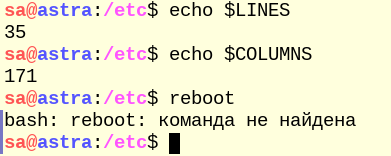 sa@astra:/etc$ echo $LINES
35
sa@astra:/etc$ echo $COLUMNS
171
sa@astra:/etc$ reboot
bash: reboot: команда не найдена
sa@astra:/etc$